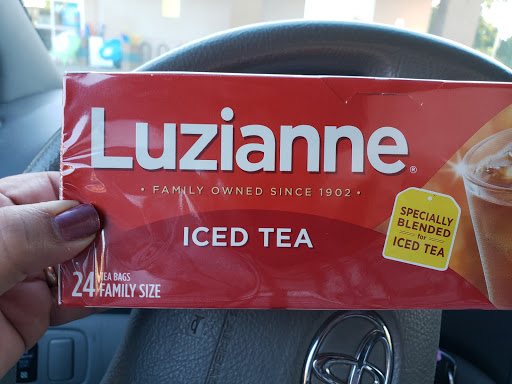 Luzianne®
• FAMILY OWNED SINCE 1902 •
ICED TEA
SPECIALLY
BLENDED
for
ICED TEA
24 TEA BAGS
FAMILY SIZE